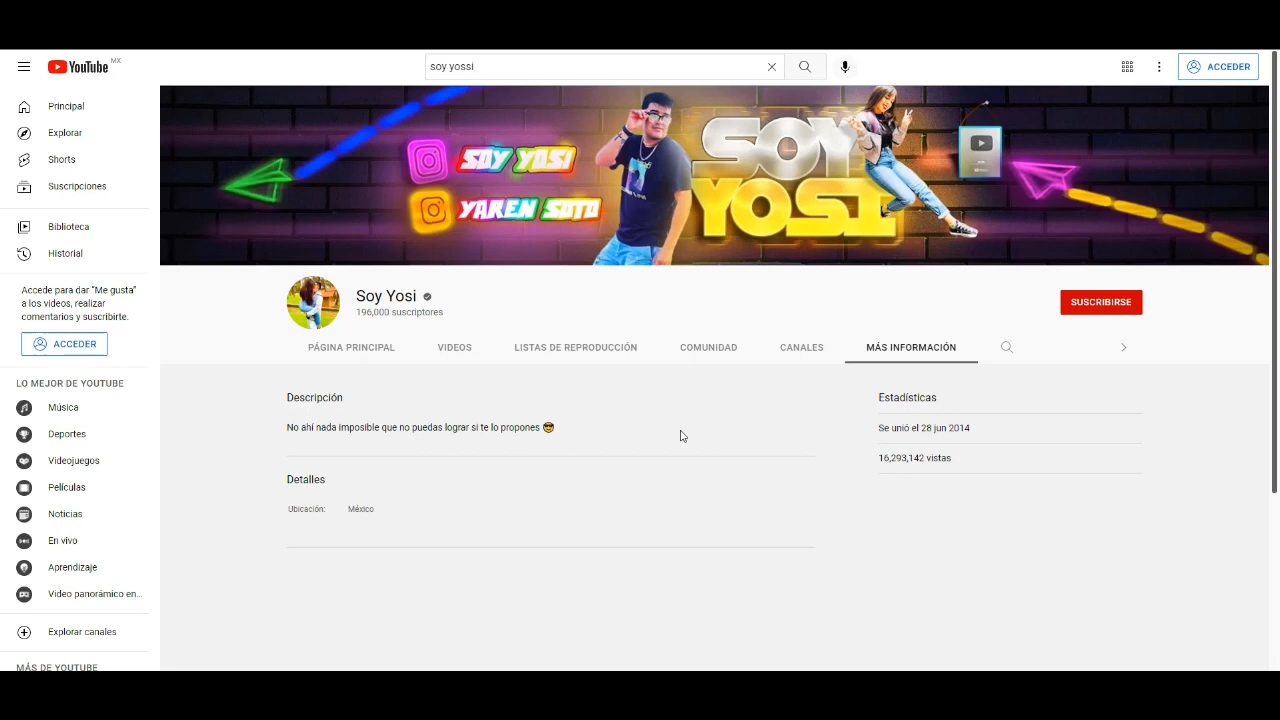 YouTube MX
soy yossi
ACCEDER
Principal
Explorar
Shorts
Suscripciones
Biblioteca
Historial
Accede para dar “Me gusta”
a los videos, realizar
comentarios y suscribirte.
ACCEDER
LO MEJOR DE YOUTUBE
Música
Deportes
Videojuegos
Películas
Noticias
En vivo
Aprendizaje
Video panorámico en...
Explorar canales
MÁS DE YOUTUBE
SOY YOSI
YAREN SOTO
SOY
YOSI
Soy Yosi
196,000 suscriptores
SUSCRIBIRSE
PÁGINA PRINCIPAL VIDEOS LISTAS DE REPRODUCCIÓN COMUNIDAD CANALES MÁS INFORMACIÓN
Descripción
No ahí nada imposible que no puedas lograr si te lo propones 😎
Detalles
Ubicación: México
Estadísticas
Se unió el 28 jun 2014
16,293,142 vistas